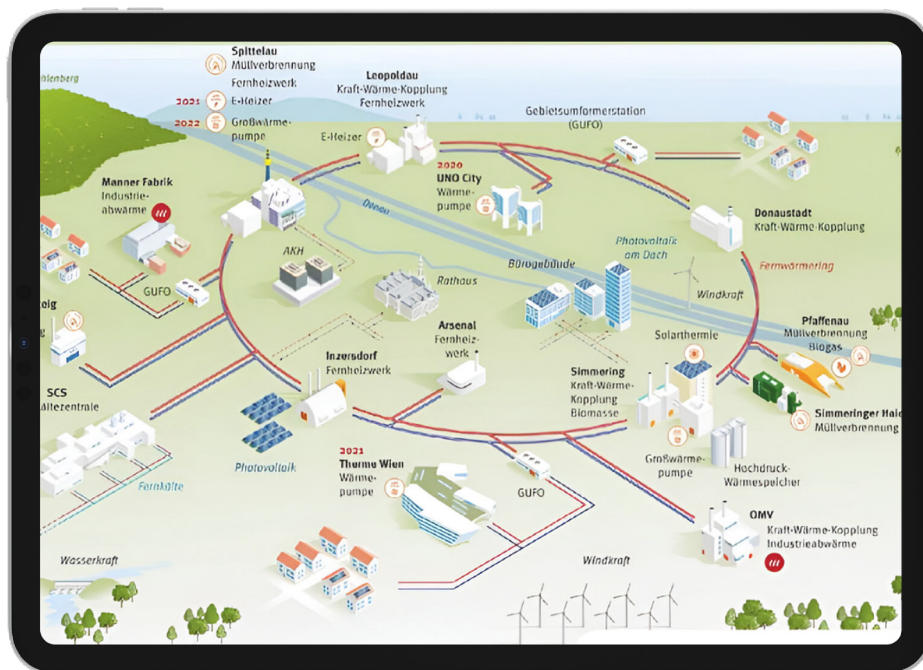 Spittelau
Müllverbrennung
Fernheizwerk
2021
E-Heizer
2022
Großwärme-
pumpe
Leopoldau
Kraft-Wärme-Kopplung
Fernheizwerk
E-Heizer
Gebietsumformerstation
(GUFO)
2020
UNO City
Wärme-
pumpe
Manner Fabrik
Industrie-
abwärme
Donau
Donaustadt
Kraft-Wärme-Kopplung
AKH
Bürogebäude
Photovoltaik
am Dach
Fernwärmering
GUFO
Rathaus
Windkraft
Pfaffenau
Müllverbrennung
Biogas
Solarthermie
Arsenal
Fernheiz-
werk
Inzersdorf
Fernheizwerk
Simmering
Kraft-Wärme-
Kopplung
Biomasse
SCS
Simmeringer Haid
Müllverbrennung
Photovoltaik
2021
Therme Wien
Wärme-
pumpe
Großwärme-
pumpe
Hochdruck-
Wärmespeicher
Fernkälte
GUFO
OMV
Kraft-Wärme-Kopplung
Industrieabwärme
Wasserkraft
Windkraft